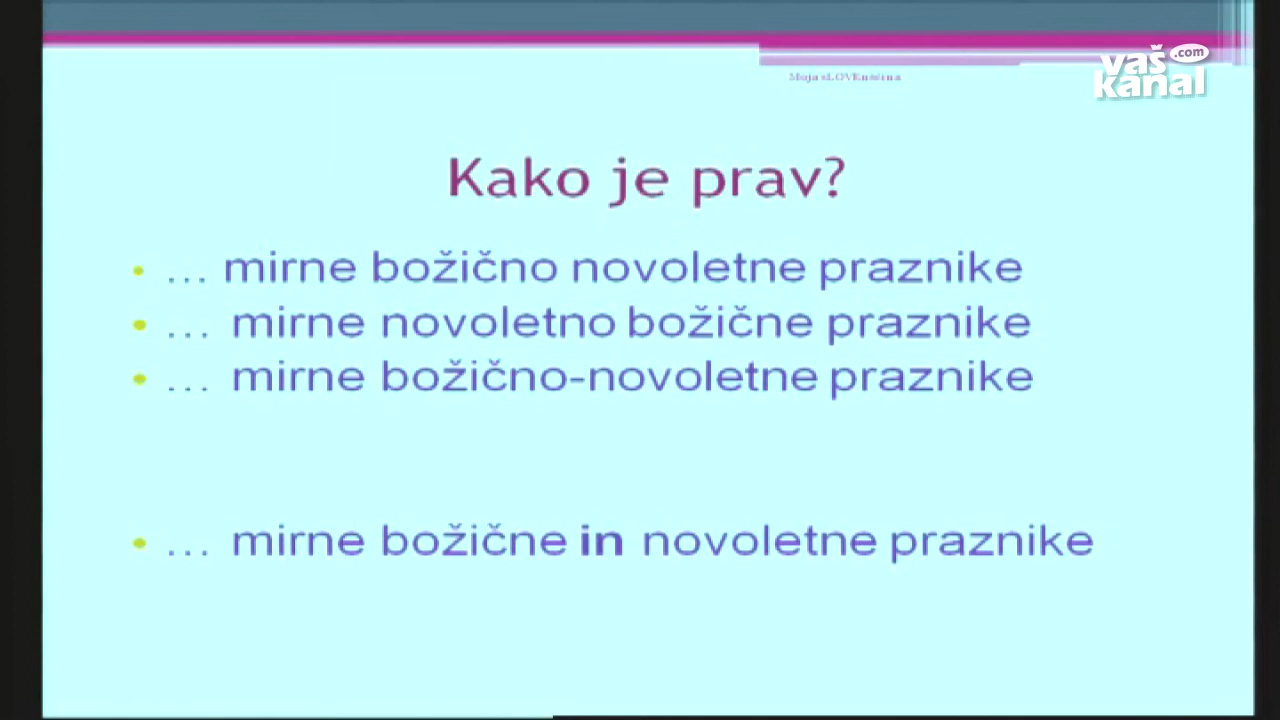 vaš .com
kanal
Moja sLOVEnščina
Kako je prav?
• … mirne božično novoletne praznike
• … mirne novoletno božične praznike
• … mirne božično-novoletne praznike
• … mirne božične in novoletne praznike